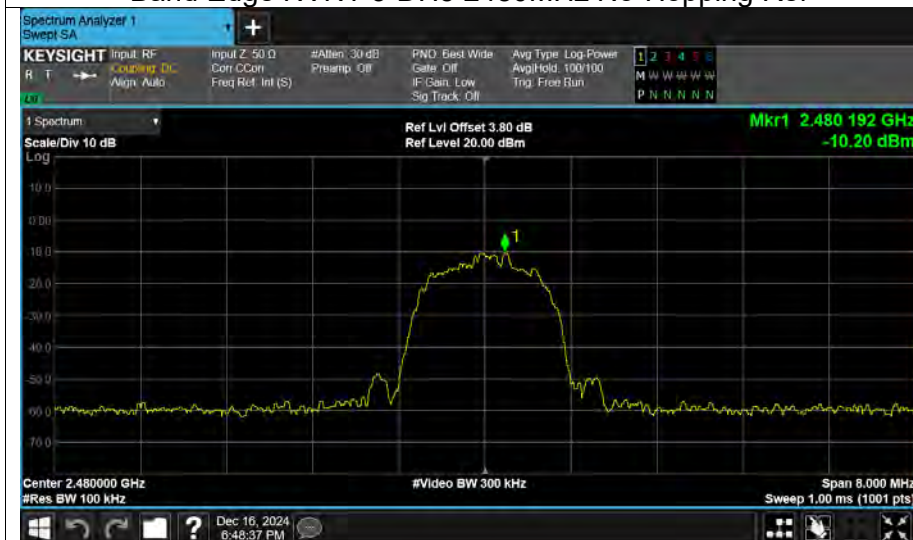 Spectrum Analyzer 1
Swept SA
+
KEYSIGHT Input: RF Input Z: 50 Ω #Atten: 30 dB PNO: Best Wide Avg Type: Log-Power 1 2 3 4 5 6
R T Coupling: DC Corr CCorr Preamp: Off Gate: Off Avg|Hold: 100/100 M W W W W W
Align: Auto Freq Ref: Int (S) IF Gain: Low Trig: Free Run
Sig Track: Off P N N N N N
1 Spectrum
Ref Lvl Offset 3.80 dB Mkr1 2.480 192 GHz
Scale/Div 10 dB Ref Level 20.00 dBm -10.20 dBm
Log
10.0
0.00
-10.0
1
-20.0
-30.0
-40.0
-50.0
-60.0
-70.0
Center 2.480000 GHz #Video BW 300 kHz Span 8.000 MHz
#Res BW 100 kHz Sweep 1.00 ms (1001 pts)
? Dec 16, 2024
6:48:37 PM